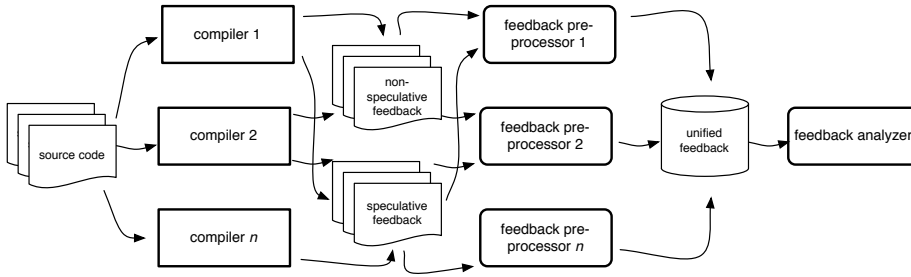 source code
compiler 1
compiler 2
compiler n
non-
speculative
feedback
speculative
feedback
feedback pre-
processor 1
feedback pre-
processor 2
feedback pre-
processor n
unified
feedback
feedback analyzer